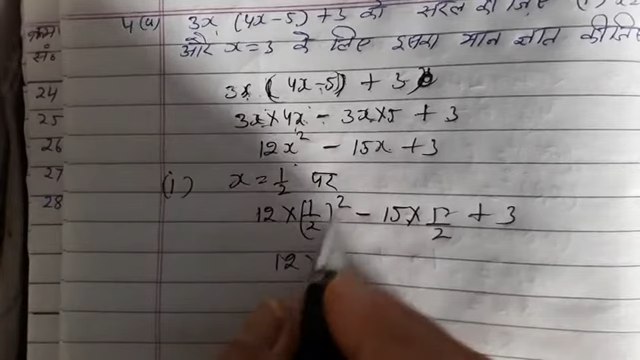 4(a) 3x (4x-5) +3 को सरल कीजिए (i)
और x=3 के लिए इसका मान ज्ञात कीजिए
सं०
24 3x (4x-5) + 3
25 3x×4x - 3x×5 + 3
26 12x² - 15x +3
27 (i) x = 1/2 पर
28 12×(1/2)² - 15×5/2 + 3
12